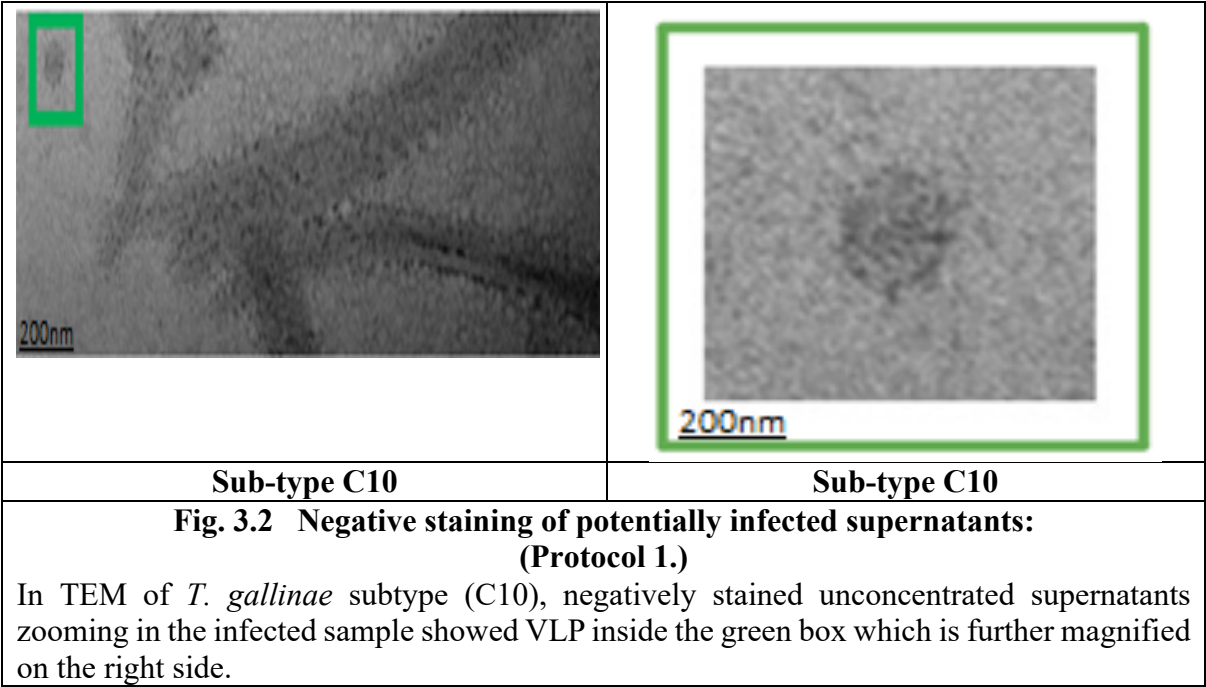 200nm
200nm
Sub-type C10
Sub-type C10
Fig. 3.2 Negative staining of potentially infected supernatants:
(Protocol 1.)
In TEM of T. gallinae subtype (C10), negatively stained unconcentrated supernatants
zooming in the infected sample showed VLP inside the green box which is further magnified
on the right side.